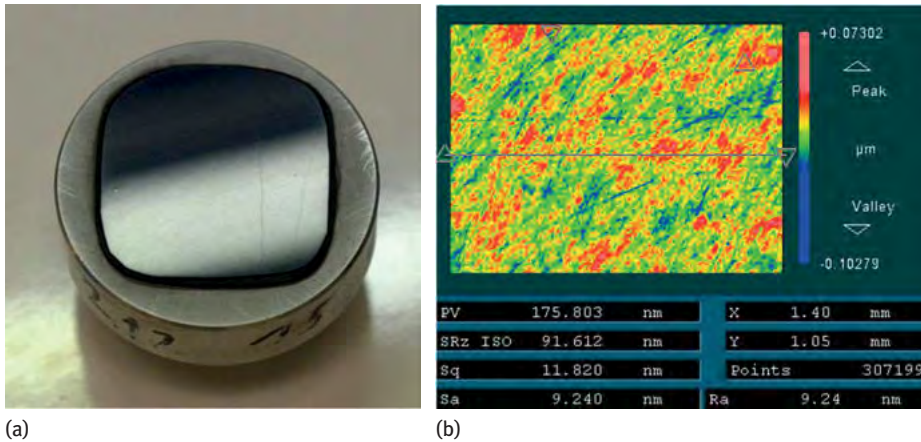 +0.07302
Peak
µm
Valley
-0.10279
PV 175.803 nm X 1.40 mm
SRz ISO 91.612 nm Y 1.05 mm
Sq 11.820 nm Points 307199
Sa 9.240 nm Ra 9.24 nm
(a) (b)